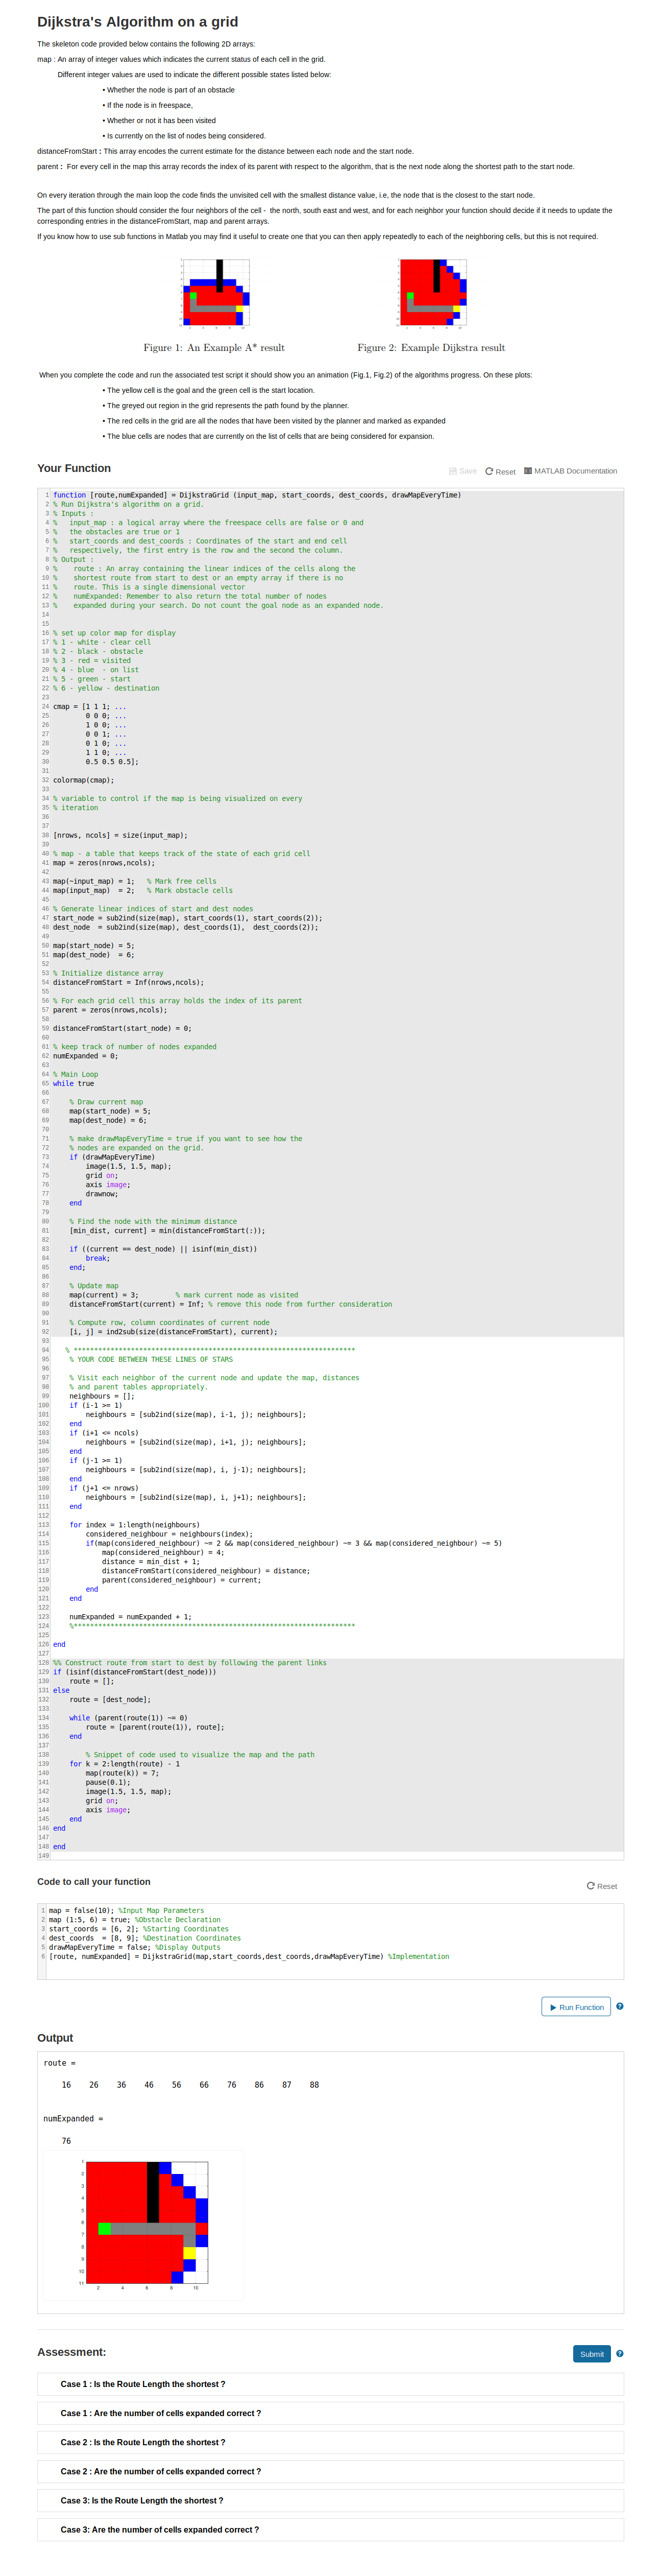 Dijkstra's Algorithm on a grid
The skeleton code provided below contains the following 2D arrays:
map : An array of integer values which indicates the current status of each cell in the grid.
Different integer values are used to indicate the different possible states listed below:
• Whether the node is part of an obstacle
• If the node is in freespace,
• Whether or not it has been visited
• Is currently on the list of nodes being considered.
distanceFromStart : This array encodes the current estimate for the distance between each node and the start node.
parent : For every cell in the map this array records the index of its parent with respect to the algorithm, that is the next node along the shortest path to the start node.
On every iteration through the main loop the code finds the unvisited cell with the smallest distance value, i.e, the node that is the closest to the start node.
The part of this function should consider the four neighbors of the cell - the north, south east and west, and for each neighbor your function should decide if it needs to update the
corresponding entries in the distanceFromStart, map and parent arrays.
If you know how to use sub functions in Matlab you may find it useful to create one that you can then apply repeatedly to each of the neighboring cells, but this is not required.
Figure 1: An Example A* result
Figure 2: Example Dijkstra result
When you complete the code and run the associated test script it should show you an animation (Fig.1, Fig.2) of the algorithms progress. On these plots:
• The yellow cell is the goal and the green cell is the start location.
• The greyed out region in the grid represents the path found by the planner.
• The red cells in the grid are all the nodes that have been visited by the planner and marked as expanded
• The blue cells are nodes that are currently on the list of cells that are being considered for expansion.
Your Function
Save Reset MATLAB Documentation
1 function [route,numExpanded] = DijkstraGrid (input_map, start_coords, dest_coords, drawMapEveryTime)
2 % Run Dijkstra's algorithm on a grid.
3 % Inputs :
4 %   input_map : a logical array where the freespace cells are false or 0 and
5 %   the obstacles are true or 1
6 %   start_coords and dest_coords : Coordinates of the start and end cell
7 %   respectively, the first entry is the row and the second the column.
8 % Output :
9 %    route : An array containing the linear indices of the cells along the
10 %    shortest route from start to dest or an empty array if there is no
11 %    route. This is a single dimensional vector
12 %    numExpanded: Remember to also return the total number of nodes
13 %    expanded during your search. Do not count the goal node as an expanded node.
14
15
16 % set up color map for display
17 % 1 - white - clear cell
18 % 2 - black - obstacle
19 % 3 - red = visited
20 % 4 - blue  - on list
21 % 5 - green - start
22 % 6 - yellow - destination
23
24 cmap = [1 1 1; ...
25         0 0 0; ...
26         1 0 0; ...
27         0 0 1; ...
28         0 1 0; ...
29         1 1 0; ...
30         0.5 0.5 0.5];
31
32 colormap(cmap);
33
34 % variable to control if the map is being visualized on every
35 % iteration
36
37
38 [nrows, ncols] = size(input_map);
39
40 % map - a table that keeps track of the state of each grid cell
41 map = zeros(nrows,ncols);
42
43 map(~input_map) = 1;   % Mark free cells
44 map(input_map)  = 2;   % Mark obstacle cells
45
46 % Generate linear indices of start and dest nodes
47 start_node = sub2ind(size(map), start_coords(1), start_coords(2));
48 dest_node  = sub2ind(size(map), dest_coords(1),  dest_coords(2));
49
50 map(start_node) = 5;
51 map(dest_node)  = 6;
52
53 % Initialize distance array
54 distanceFromStart = Inf(nrows,ncols);
55
56 % For each grid cell this array holds the index of its parent
57 parent = zeros(nrows,ncols);
58
59 distanceFromStart(start_node) = 0;
60
61 % keep track of number of nodes expanded
62 numExpanded = 0;
63
64 % Main Loop
65 while true
66
67     % Draw current map
68     map(start_node) = 5;
69     map(dest_node) = 6;
70
71     % make drawMapEveryTime = true if you want to see how the
72     % nodes are expanded on the grid.
73     if (drawMapEveryTime)
74         image(1.5, 1.5, map);
75         grid on;
76         axis image;
77         drawnow;
78     end
79
80     % Find the node with the minimum distance
81     [min_dist, current] = min(distanceFromStart(:));
82
83     if ((current == dest_node) || isinf(min_dist))
84         break;
85     end;
86
87     % Update map
88     map(current) = 3;         % mark current node as visited
89     distanceFromStart(current) = Inf; % remove this node from further consideration
90
91     % Compute row, column coordinates of current node
92     [i, j] = ind2sub(size(distanceFromStart), current);
93
94    % *********************************************************************
95     % YOUR CODE BETWEEN THESE LINES OF STARS
96
97     % Visit each neighbor of the current node and update the map, distances
98     % and parent tables appropriately.
99     neighbours = [];
100     if (i-1 >= 1)
101         neighbours = [sub2ind(size(map), i-1, j); neighbours];
102     end
103     if (i+1 <= ncols)
104         neighbours = [sub2ind(size(map), i+1, j); neighbours];
105     end
106     if (j-1 >= 1)
107         neighbours = [sub2ind(size(map), i, j-1); neighbours];
108     end
109     if (j+1 <= nrows)
110         neighbours = [sub2ind(size(map), i, j+1); neighbours];
111     end
112
113     for index = 1:length(neighbours)
114         considered_neighbour = neighbours(index);
115         if(map(considered_neighbour) ~= 2 && map(considered_neighbour) ~= 3 && map(considered_neighbour) ~= 5)
116             map(considered_neighbour) = 4;
117             distance = min_dist + 1;
118             distanceFromStart(considered_neighbour) = distance;
119             parent(considered_neighbour) = current;
120         end
121     end
122
123     numExpanded = numExpanded + 1;
124     %*********************************************************************
125
126 end
127
128 %% Construct route from start to dest by following the parent links
129 if (isinf(distanceFromStart(dest_node)))
130     route = [];
131 else
132     route = [dest_node];
133
134     while (parent(route(1)) ~= 0)
135         route = [parent(route(1)), route];
136     end
137
138         % Snippet of code used to visualize the map and the path
139     for k = 2:length(route) - 1
140         map(route(k)) = 7;
141         pause(0.1);
142         image(1.5, 1.5, map);
143         grid on;
144         axis image;
145     end
146 end
147
148 end
149
Code to call your function
Reset
1 map = false(10); %Input Map Parameters
2 map (1:5, 6) = true; %Obstacle Declaration
3 start_coords = [6, 2]; %Starting Coordinates
4 dest_coords  = [8, 9]; %Destination Coordinates
5 drawMapEveryTime = false; %Display Outputs
6 [route, numExpanded] = DijkstraGrid(map,start_coords,dest_coords,drawMapEveryTime) %Implementation
Run Function ?
Output
route =
16 26 36 46 56 66 76 86 87 88
numExpanded =
76
1
2
3
4
5
6
7
8
9
10
11
2 4 6 8 10
Assessment:
Submit ?
Case 1 : Is the Route Length the shortest ?
Case 1 : Are the number of cells expanded correct ?
Case 2 : Is the Route Length the shortest ?
Case 2 : Are the number of cells expanded correct ?
Case 3: Is the Route Length the shortest ?
Case 3: Are the number of cells expanded correct ?